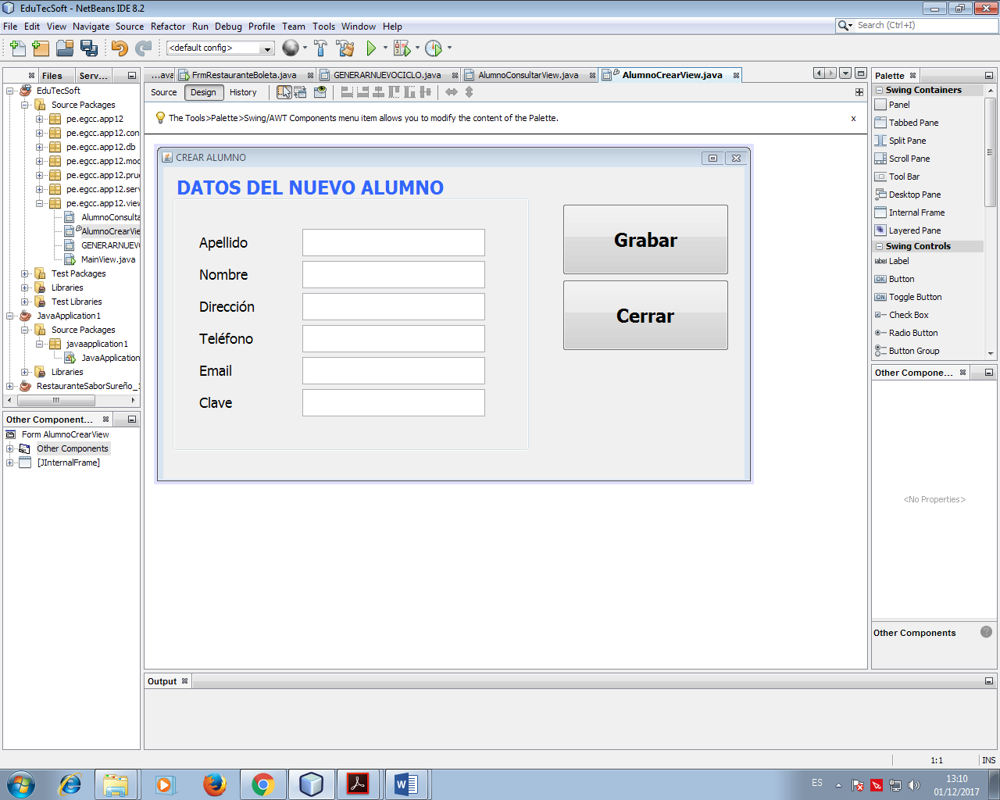 EduTecSoft - NetBeans IDE 8.2
File Edit View Navigate Source Refactor Run Debug Profile Team Tools Window Help
Search (Ctrl+I)
<default config>
Files Serv...
...ava FrmRestauranteBoleta.java GENERARNUEVOCICLO.java AlumnoConsultarView.java AlumnoCrearView.java
Source Design History
The Tools>Palette>Swing/AWT Components menu item allows you to modify the content of the Palette.
x
EduTecSoft
Source Packages
pe.egcc.app12
pe.egcc.app12.con
pe.egcc.app12.db
pe.egcc.app12.mod
pe.egcc.app12.pru
pe.egcc.app12.serv
pe.egcc.app12.view
AlumnoConsulta
AlumnoCrearVie
GENERARNUEVO
MainView.java
Test Packages
Libraries
Test Libraries
JavaApplication1
Source Packages
javaapplication1
JavaApplication
Libraries
RestauranteSaborSureño_1
Other Component...
Form AlumnoCrearView
Other Components
[JInternalFrame]
CREAR ALUMNO
DATOS DEL NUEVO ALUMNO
Apellido
Nombre
Dirección
Teléfono
Email
Clave
Grabar
Cerrar
Palette
Swing Containers
Panel
Tabbed Pane
Split Pane
Scroll Pane
Tool Bar
Desktop Pane
Internal Frame
Layered Pane
Swing Controls
label Label
OK Button
ON Toggle Button
Check Box
Radio Button
Button Group
Other Compone...
<No Properties>
Other Components
?
Output
1:1 INS
ES
13:10
01/12/2017